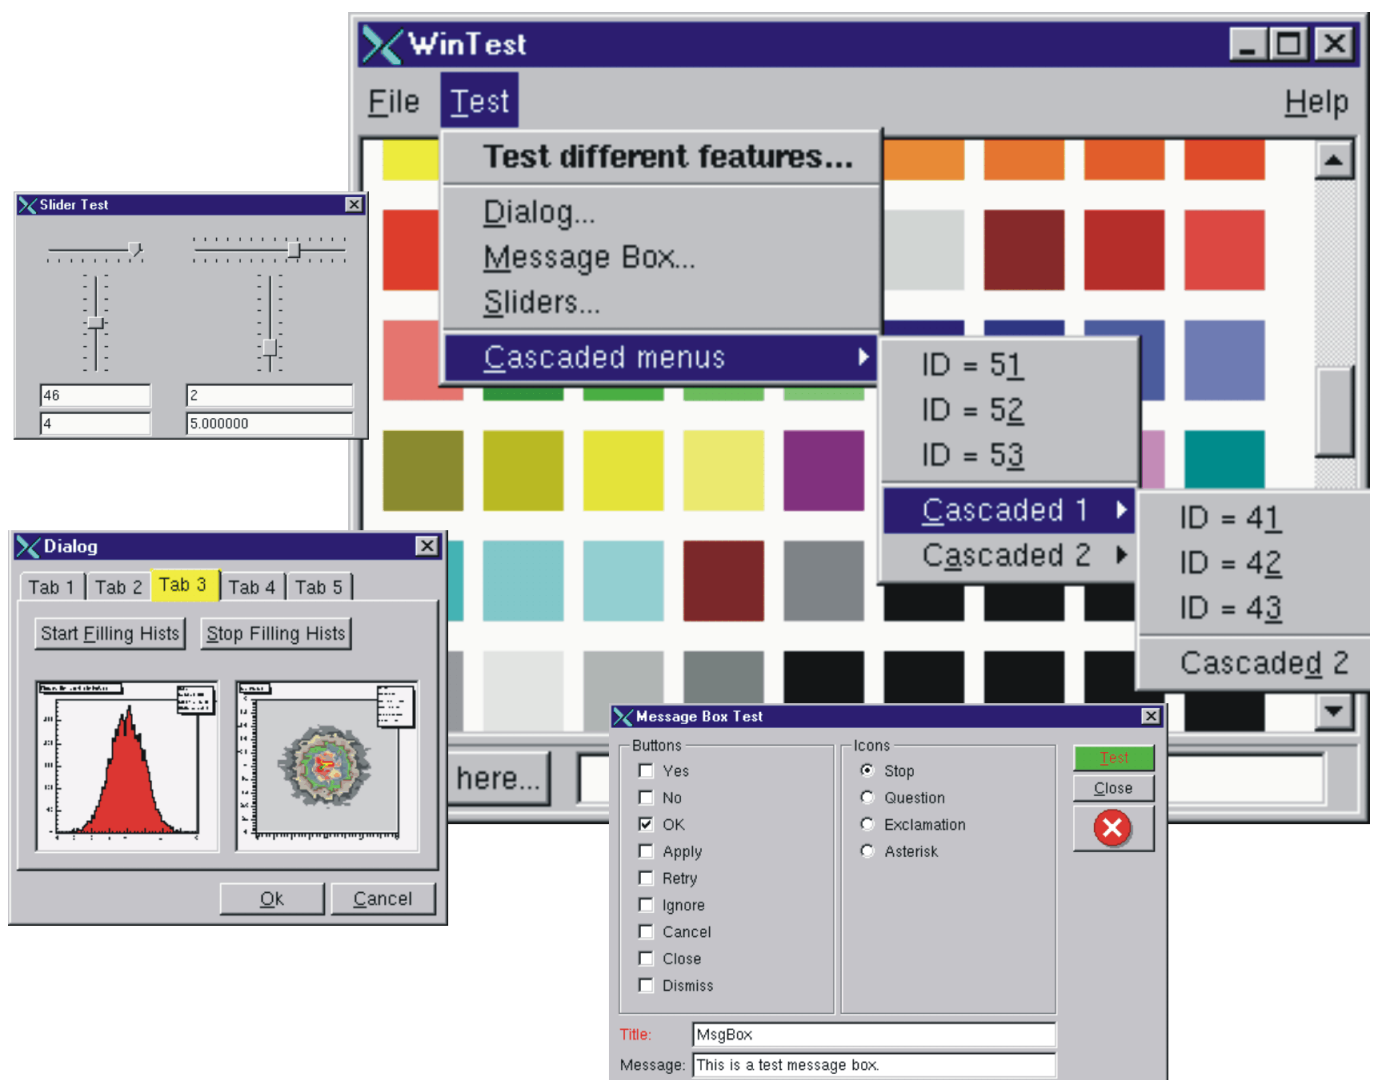 WinTest
File Test Help
Test different features...
Dialog...
Message Box...
Sliders...
Cascaded menus
ID = 51
ID = 52
ID = 53
Cascaded 1
Cascaded 2
ID = 41
ID = 42
ID = 43
Cascaded 2
here...
Slider Test
46 2
4 5.000000
Dialog
Tab 1 Tab 2 Tab 3 Tab 4 Tab 5
Start Filling Hists Stop Filling Hists
Ok Cancel
Message Box Test
Buttons
Yes
No
OK
Apply
Retry
Ignore
Cancel
Close
Dismiss
Icons
Stop
Question
Exclamation
Asterisk
Test
Close
Title: MsgBox
Message: This is a test message box.